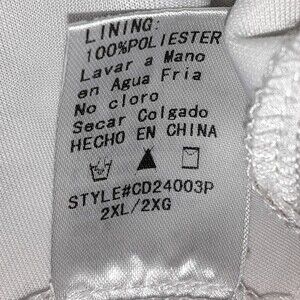 LINING:
100%POLIESTER
Lavar a Mano
en Agua Fria
No cloro
Secar Colgado
HECHO EN CHINA
STYLE#CD24003P
2XL/2XG